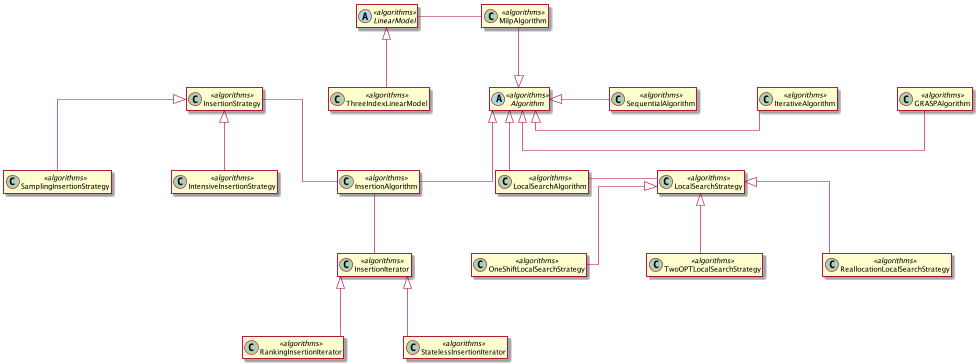 A «algorithms»
LinearModel
C «algorithms»
MilpAlgorithm
C «algorithms»
InsertionStrategy
C «algorithms»
ThreeIndexLinearModel
A «algorithms»
Algorithm
C «algorithms»
SequentialAlgorithm
C «algorithms»
IterativeAlgorithm
C «algorithms»
GRASPAlgorithm
C «algorithms»
SamplingInsertionStrategy
C «algorithms»
IntensiveInsertionStrategy
C «algorithms»
InsertionAlgorithm
C «algorithms»
LocalSearchAlgorithm
C «algorithms»
LocalSearchStrategy
C «algorithms»
InsertionIterator
C «algorithms»
OneShiftLocalSearchStrategy
C «algorithms»
TwoOPTLocalSearchStrategy
C «algorithms»
ReallocationLocalSearchStrategy
C «algorithms»
RankingInsertionIterator
C «algorithms»
StatelessInsertionIterator